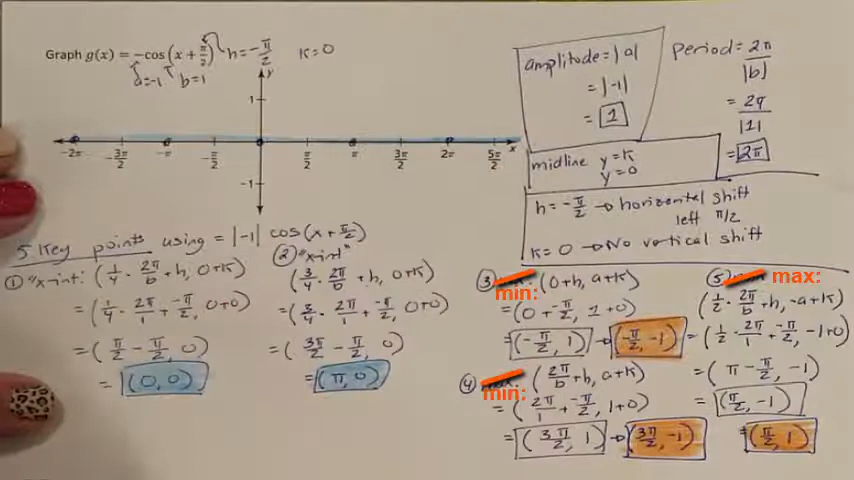 Graph g(x) = -cos(x + π/2) h = -π/2 K=0
a=-1 b=1
y
1
-2π -3π/2 -π -π/2 π/2 π 3π/2 2π 5π/2 x
-1
amplitude = |a|
= |-1|
= 1
Period = 2π/|b|
= 2π/|1|
= 2π
midline y = K
y = 0
h = -π/2 → horizontal shift
left π/2
K = 0 → No vertical shift
5 Key points using = |-1| cos(x + π/2)
① "x-int: (1/4 · 2π/b + h, 0+K)
= (1/4 · 2π/1 + -π/2, 0+0)
= (π/2 - π/2, 0)
= (0, 0)
② "x-int"
(3/4 · 2π/b + h, 0+K)
= (3/4 · 2π/1 + -π/2, 0+0)
= (3π/2 - π/2, 0)
= (π, 0)
③ min: (0+h, a+K)
= (0 + -π/2, 1+0)
= (-π/2, 1) → (-π/2, -1)
④ min: (2π/b + h, a+K)
= (2π/1 + -π/2, 1+0)
= (3π/2, 1) → (3π/2, -1)
⑤ max:
(1/2 · 2π/b + h, -a+K)
= (1/2 · 2π/1 + -π/2, -1+0)
= (π - π/2, -1)
= (π/2, -1)
= (π/2, 1)